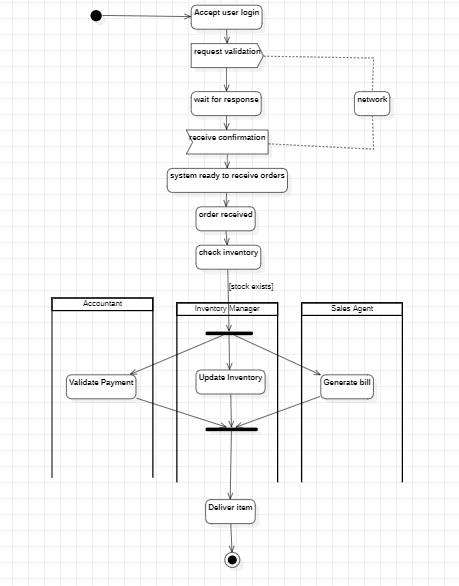 Accept user login
request validation
wait for response
network
receive confirmation
system ready to receive orders
order received
check inventory
[stock exists]
Accountant
Inventory Manager
Sales Agent
Validate Payment
Update Inventory
Generate bill
Deliver item